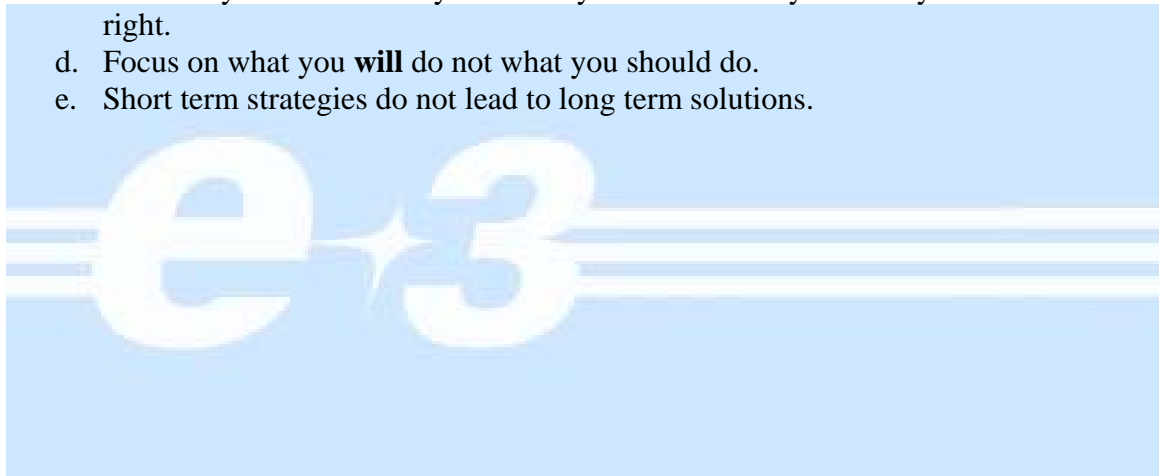 right.
d. Focus on what you will do not what you should do.
e. Short term strategies do not lead to long term solutions.
e 3